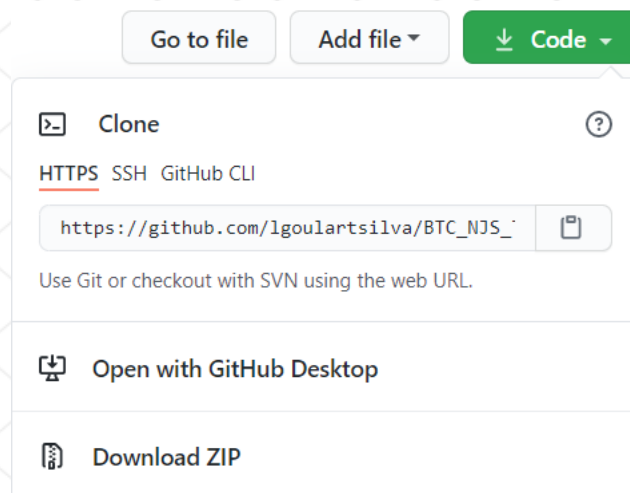 Go to file Add file Code
Clone
HTTPS SSH GitHub CLI
https://github.com/lgoulartsilva/BTC_NJS_
Use Git or checkout with SVN using the web URL.
Open with GitHub Desktop
Download ZIP